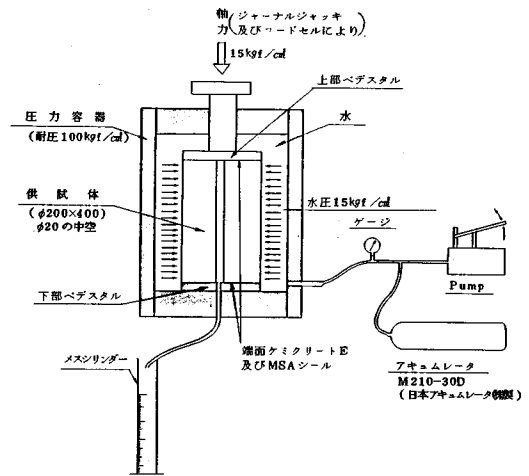 軸力(ジャーナルジャッキ
及びロードセルにより)
15kgf/c㎡
上部ペデスタル
圧力容器
(耐圧100kgf/c㎡)
水
供試体
(φ200×400)
φ20の中空
水圧15kgf/c㎡
ゲージ
下部ペデスタル
Pump
端面ケミクリートE
及びMSAシール
メスシリンダー
アキュムレータ
M210-30D
(日本アキュムレータ㈱製)